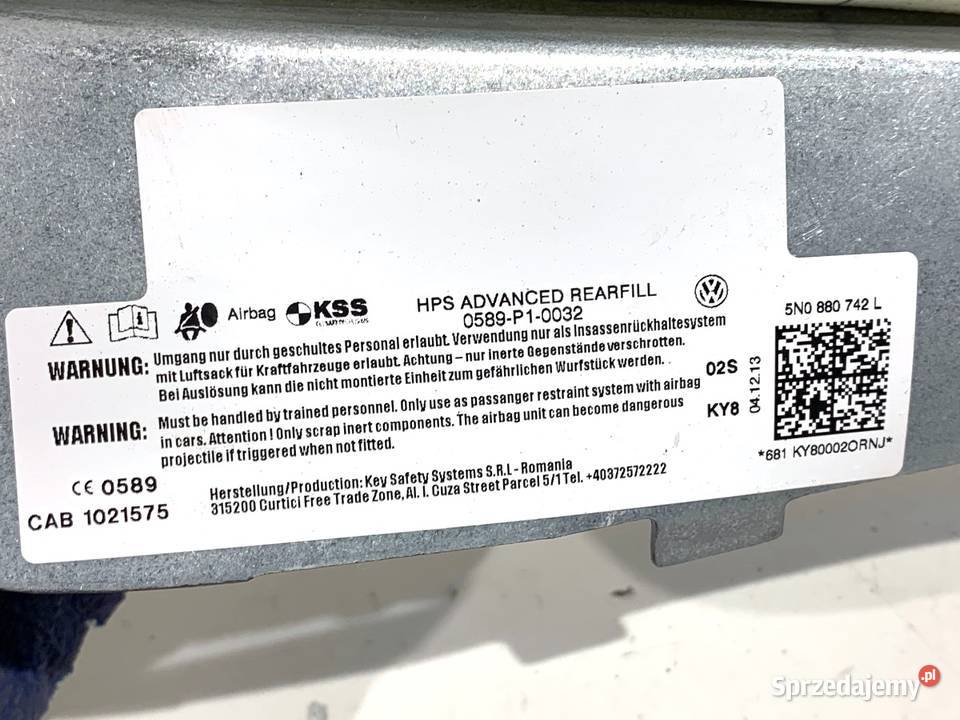 Airbag KSS
HPS ADVANCED REARFILL
0589-P1-0032
5N0 880 742 L
WARNUNG: Umgang nur durch geschultes Personal erlaubt. Verwendung nur als Insassenrückhaltesystem
mit Luftsack für Kraftfahrzeuge erlaubt. Achtung – nur inerte Gegenstände verschrotten.
Bei Auslösung kann die nicht montierte Einheit zum gefährlichen Wurfstück werden.
02S
04.12.13
WARNING: Must be handled by trained personnel. Only use as passenger restraint system with airbag
in cars. Attention ! Only scrap inert components. The airbag unit can become dangerous
projectile if triggered when not fitted.
KY8
*681 KY80002ORNJ*
CE 0589
CAB 1021575
Herstellung/Production: Key Safety Systems S.R.L - Romania
315200 Curtici Free Trade Zone, Al. I. Cuza Street Parcel 5/1 Tel. +40372572222
Sprzedajemy.pl